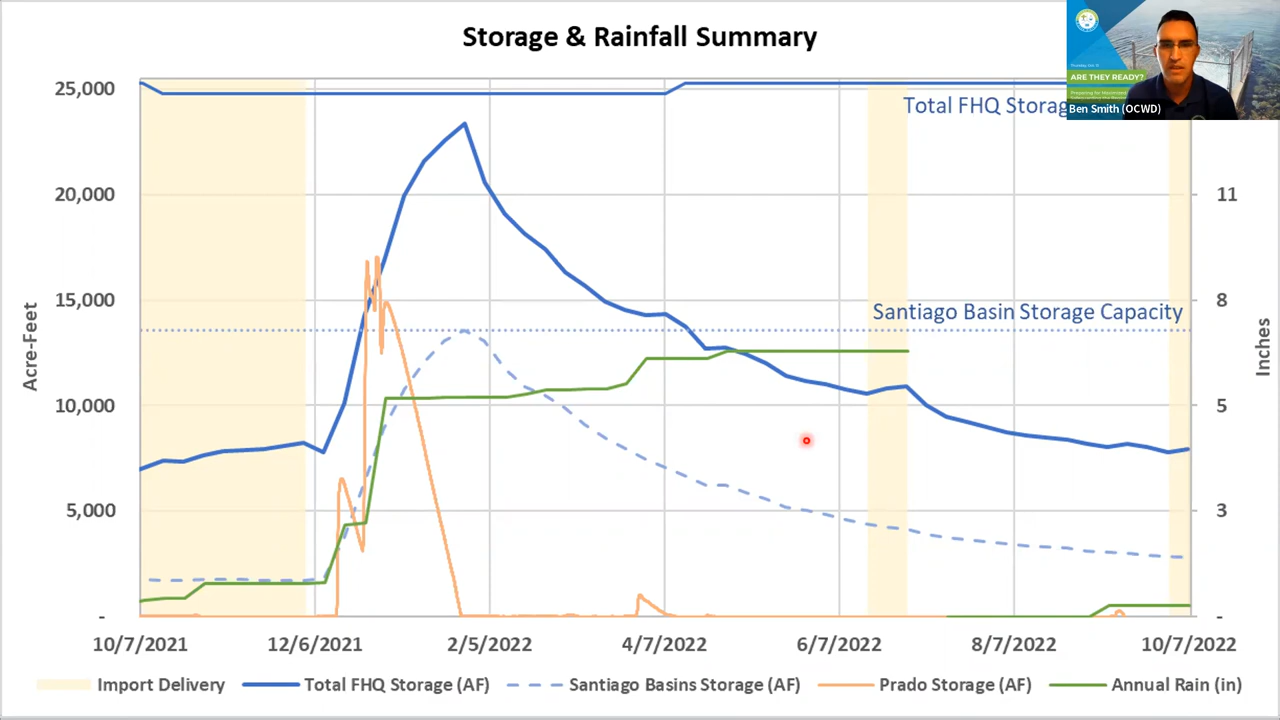 Storage & Rainfall Summary
ARE THEY READY?
Ben Smith (OCWD)
25,000
20,000
15,000
10,000
5,000
-
Acre-Feet
Total FHQ Storag
Santiago Basin Storage Capacity
11
8
5
3
-
Inches
10/7/2021
12/6/2021
2/5/2022
4/7/2022
6/7/2022
8/7/2022
10/7/2022
Import Delivery
Total FHQ Storage (AF)
Santiago Basins Storage (AF)
Prado Storage (AF)
Annual Rain (in)